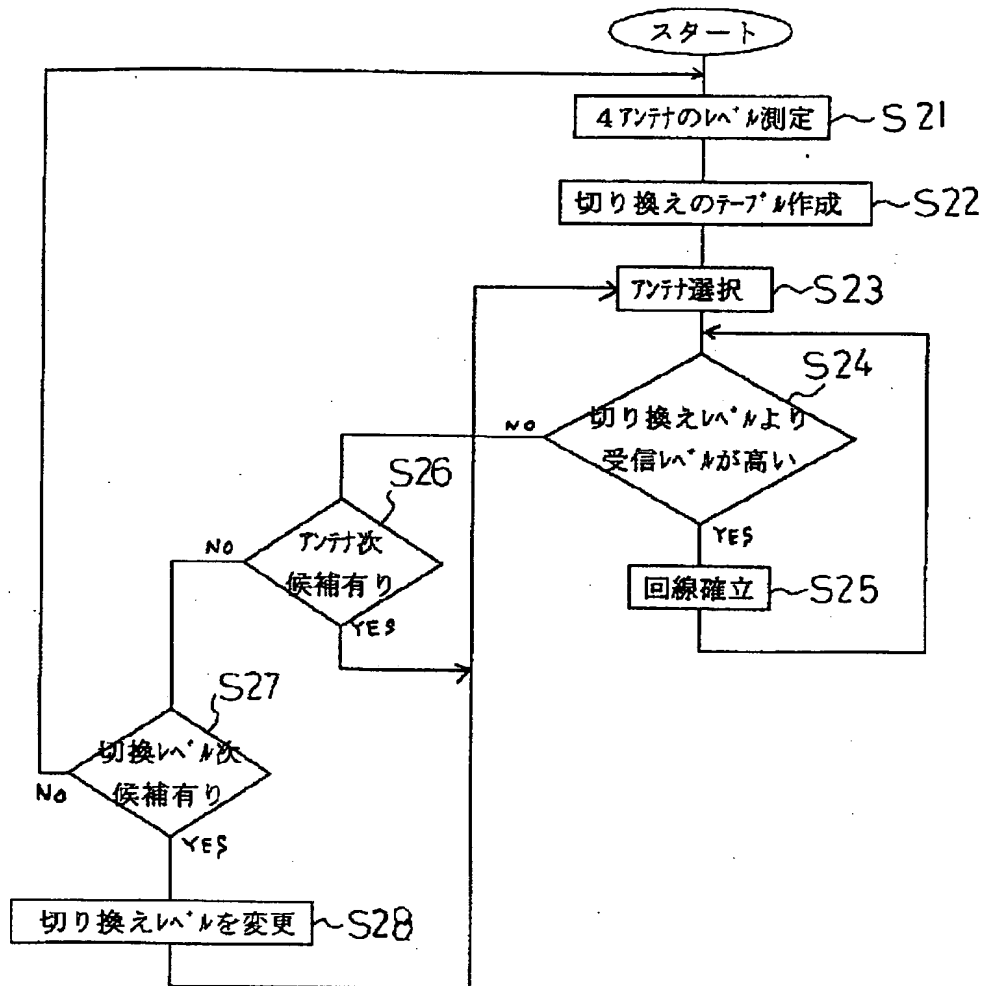 スタート
4アンテナのレベル測定
S21
切り換えのテーブル作成
S22
アンテナ選択
S23
S24
切り換えレベルより
受信レベルが高い
NO
YES
回線確立
S25
S26
アンテナ次
候補有り
NO
YES
S27
切換レベル次
候補有り
NO
YES
切り換えレベルを変更
S28